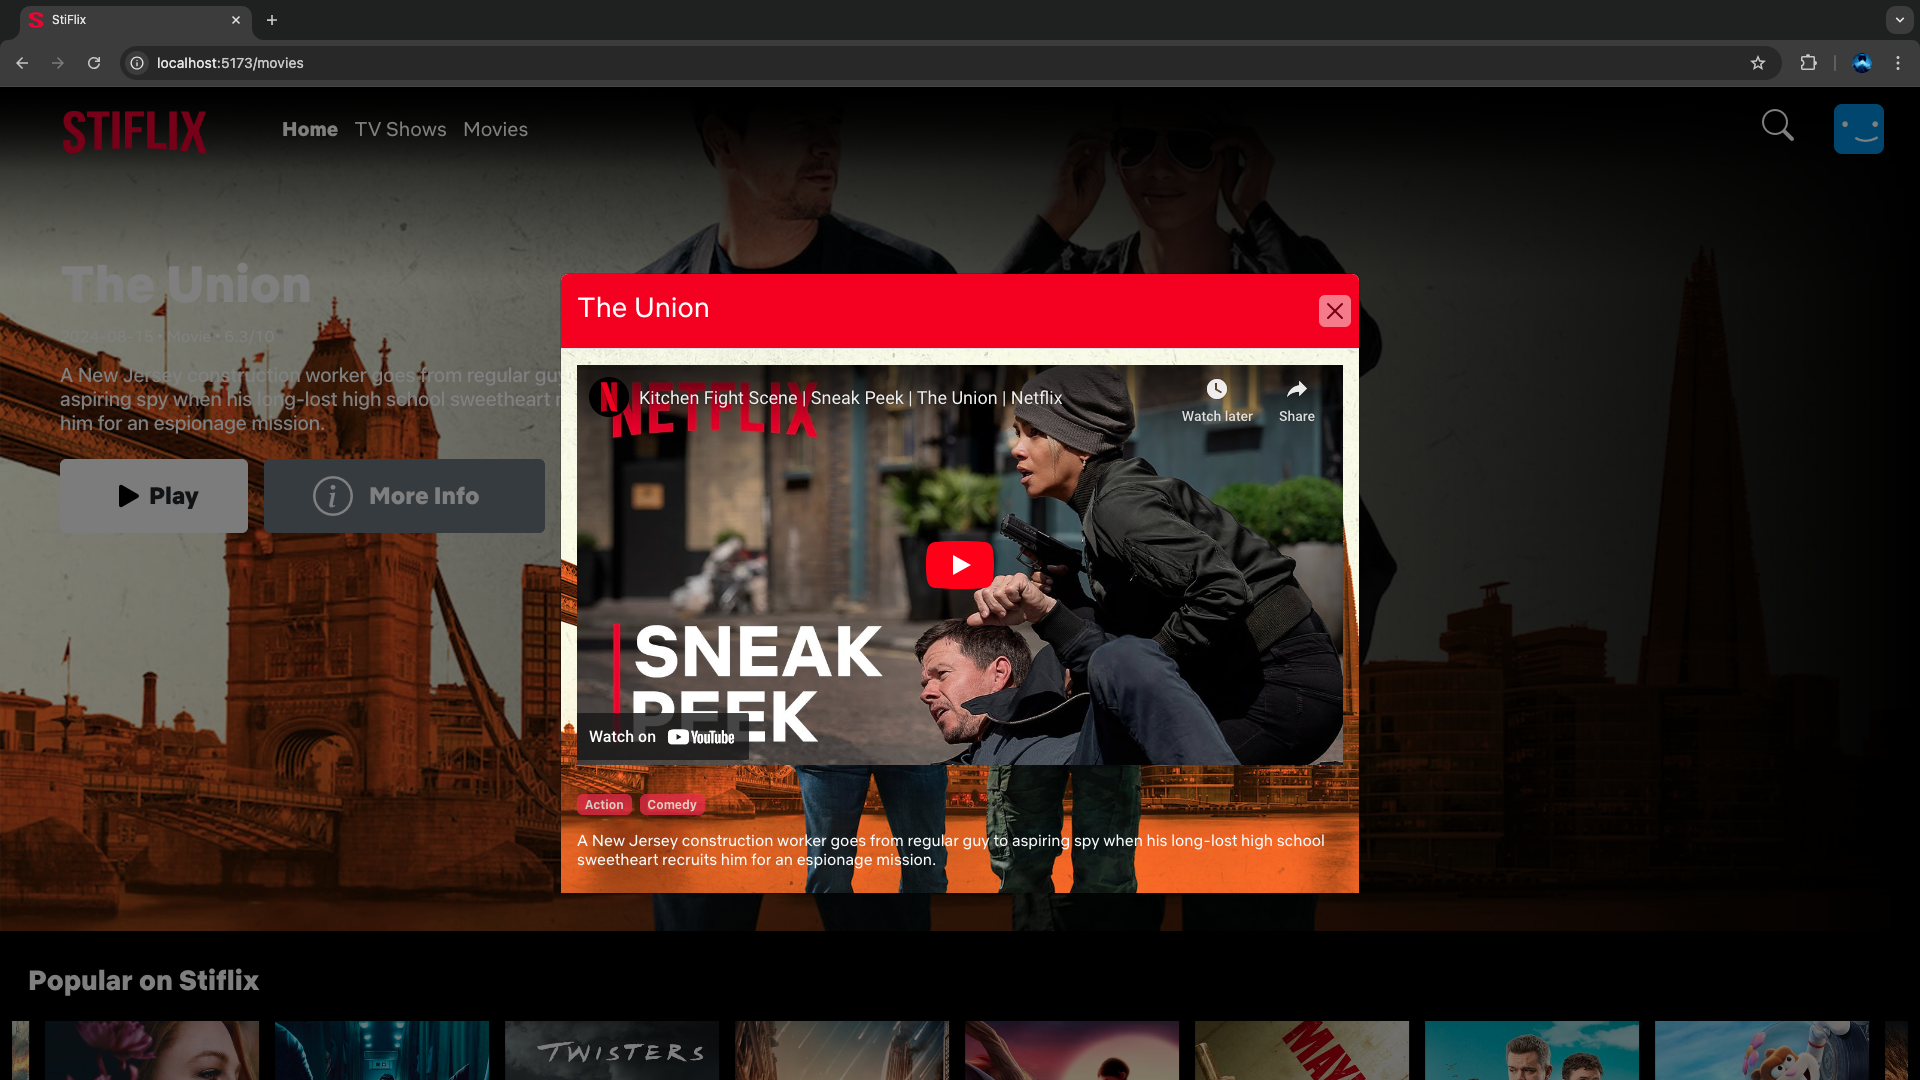 StiFlix
localhost:5173/movies
STIFLIX
Home TV Shows Movies
The Union
2024-08-15 • Movie • 6.3/10
A New Jersey construction worker goes from regular guy
aspiring spy when his long-lost high school sweetheart
him for an espionage mission.
Play
More Info
The Union
NETFLIX
Kitchen Fight Scene | Sneak Peek | The Union | Netflix
Watch later
Share
SNEAK
PEEK
Watch on YouTube
Action Comedy
A New Jersey construction worker goes from regular guy to aspiring spy when his long-lost high school
sweetheart recruits him for an espionage mission.
Popular on Stiflix
TWISTERS